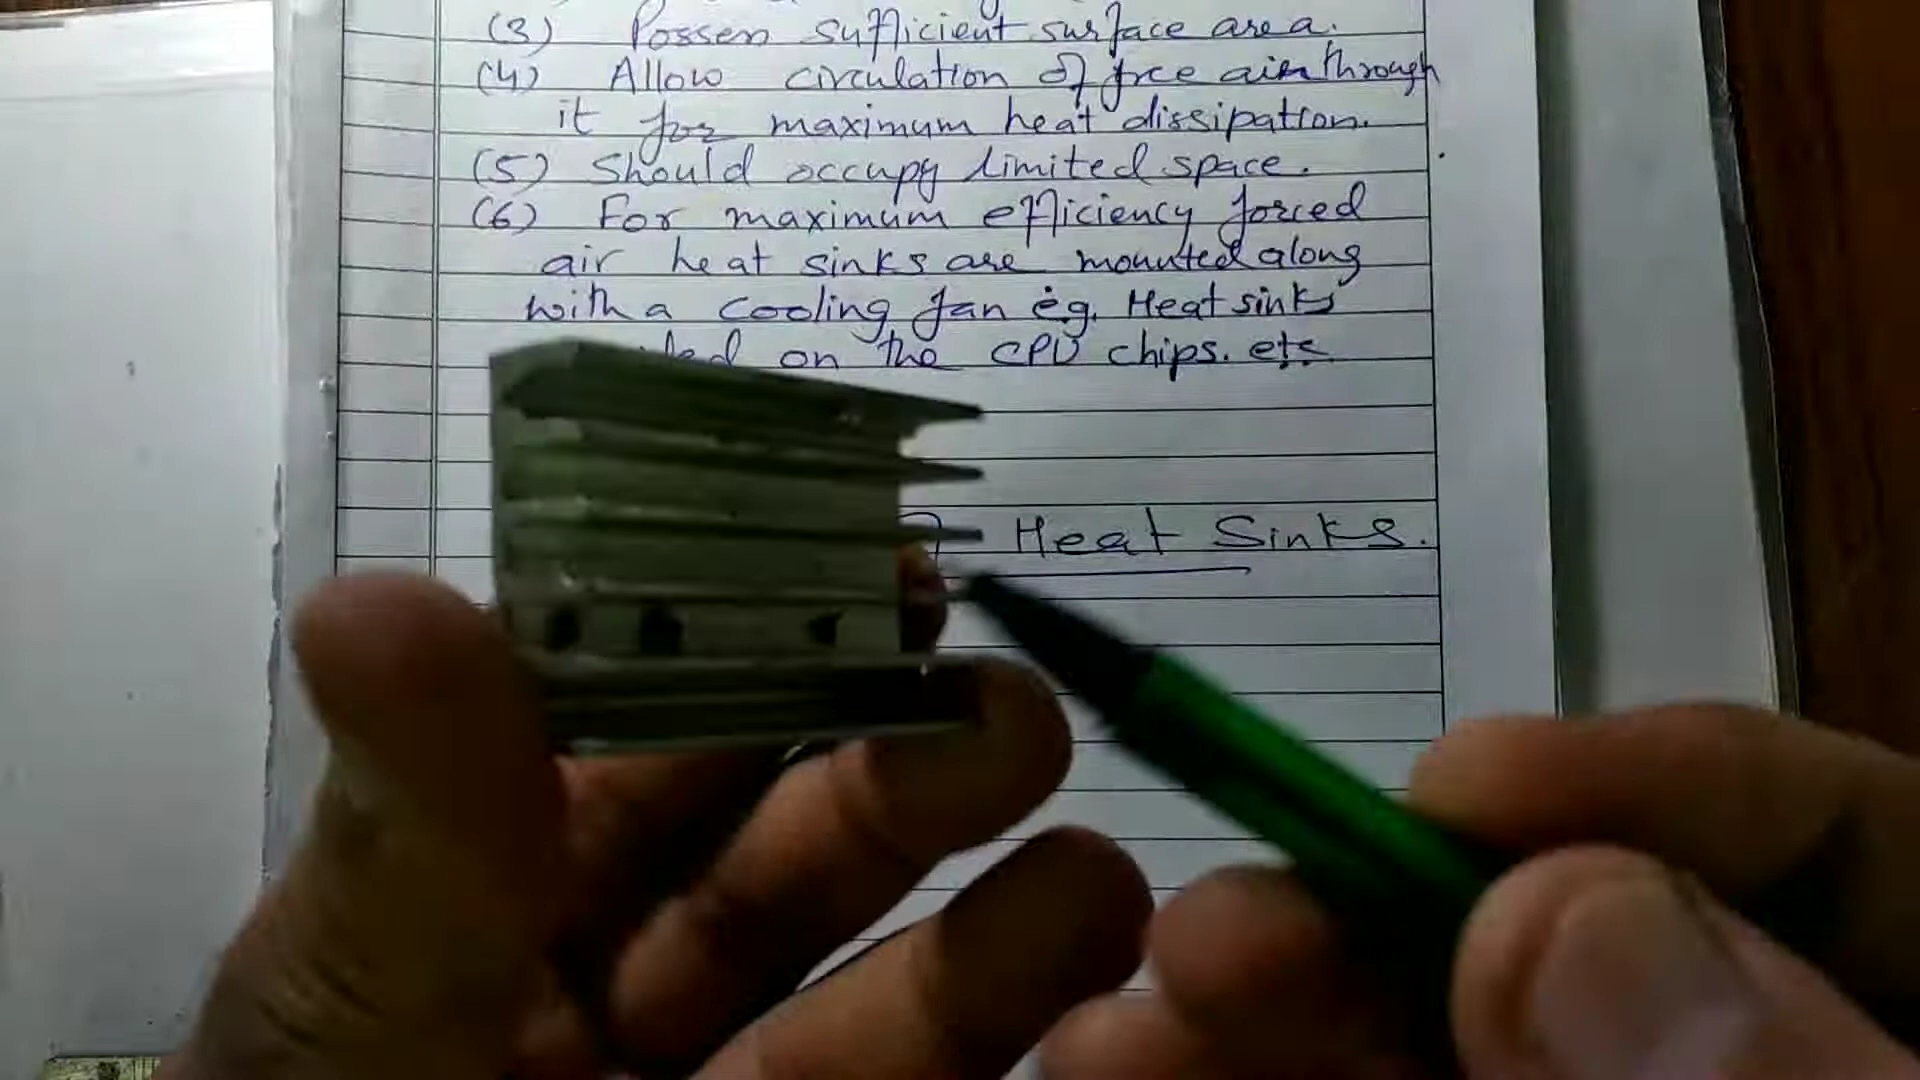 (3) Possess sufficient surface area.
(4) Allow circulation of free air through
it for maximum heat dissipation.
(5) Should occupy limited space.
(6) For maximum efficiency forced
air heat sinks are mounted along
with a cooling fan eg. Heat sinks
on the CPU chips. etc
Heat Sinks.